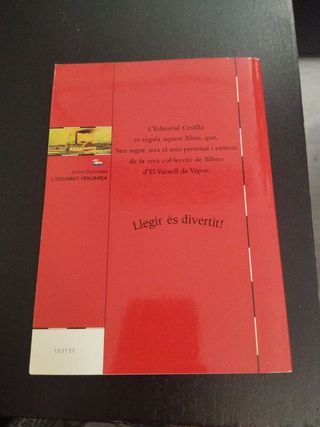 L'Editorial Cruïlla
et regala aquest llibre, que,
ben segur, serà el més personal i estimat
de la teva col·lecció de llibres
d'El Vaixell de Vapor.
Llegir és divertit!
L'ESCAMOT VENJANÇA
103737